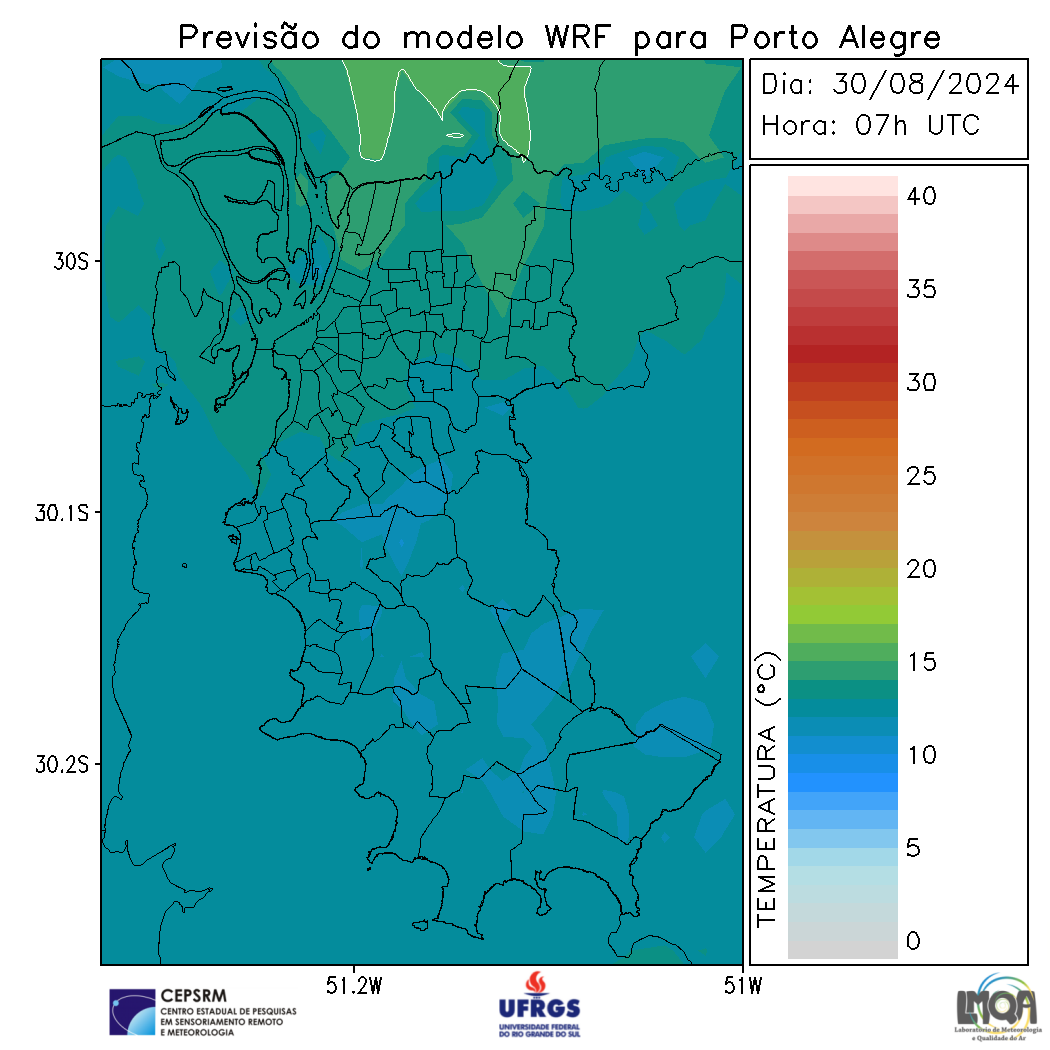 Previsão do modelo WRF para Porto Alegre
Dia: 30/08/2024
Hora: 07h UTC
40
35
30
25
20
15
10
5
0
TEMPERATURA (°C)
30S
30.1S
30.2S
51.2W
51W
CEPSRM
CENTRO ESTADUAL DE PESQUISAS
EM SENSORIAMENTO REMOTO
E METEOROLOGIA
UFRGS
UNIVERSIDADE FEDERAL
DO RIO GRANDE DO SUL
LMQA
Laboratório de Meteorologia
e Qualidade do Ar